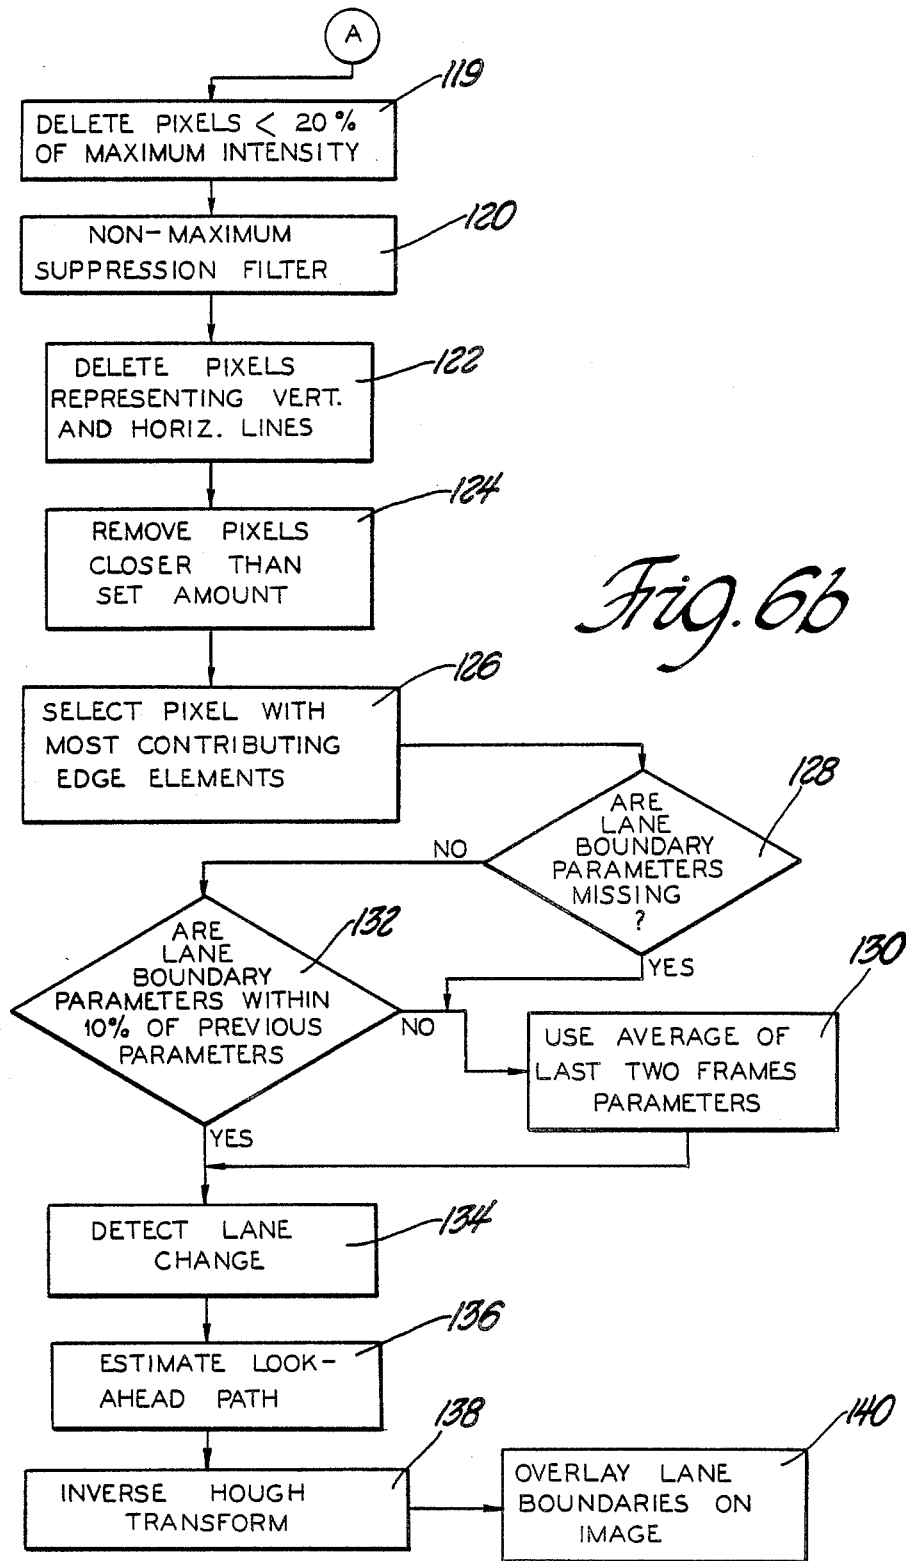 A
119
DELETE PIXELS < 20%
OF MAXIMUM INTENSITY
120
NON-MAXIMUM
SUPPRESSION FILTER
122
DELETE PIXELS
REPRESENTING VERT.
AND HORIZ. LINES
124
REMOVE PIXELS
CLOSER THAN
SET AMOUNT
Fig. 6b
126
SELECT PIXEL WITH
MOST CONTRIBUTING
EDGE ELEMENTS
128
ARE
LANE
BOUNDARY
PARAMETERS
MISSING
?
NO
YES
132
ARE
LANE
BOUNDARY
PARAMETERS WITHIN
10% OF PREVIOUS
PARAMETERS
NO
YES
130
USE AVERAGE OF
LAST TWO FRAMES
PARAMETERS
134
DETECT LANE
CHANGE
136
ESTIMATE LOOK-
AHEAD PATH
138
INVERSE HOUGH
TRANSFORM
140
OVERLAY LANE
BOUNDARIES ON
IMAGE